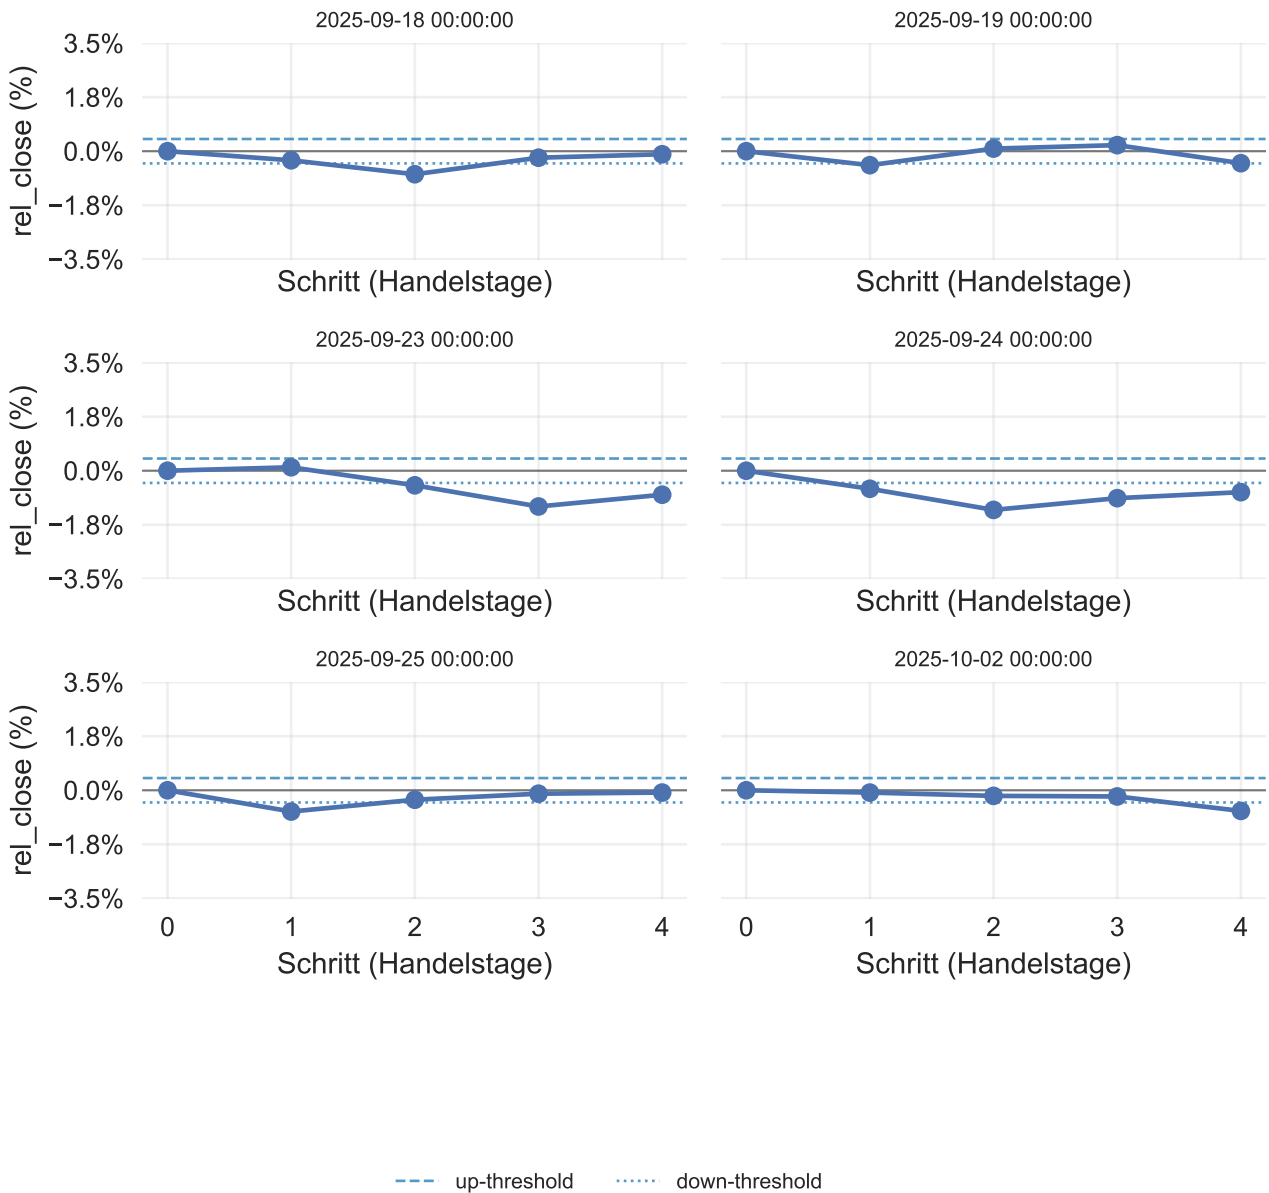 2025-09-18 00:00:00
2025-09-19 00:00:00
3.5%
1.8%
0.0%
−1.8%
−3.5%
rel_close (%)
Schritt (Handelstage)
Schritt (Handelstage)
2025-09-23 00:00:00
2025-09-24 00:00:00
3.5%
1.8%
0.0%
−1.8%
−3.5%
rel_close (%)
Schritt (Handelstage)
Schritt (Handelstage)
2025-09-25 00:00:00
2025-10-02 00:00:00
3.5%
1.8%
0.0%
−1.8%
−3.5%
rel_close (%)
0 1 2 3 4
0 1 2 3 4
Schritt (Handelstage)
Schritt (Handelstage)
up-threshold
down-threshold